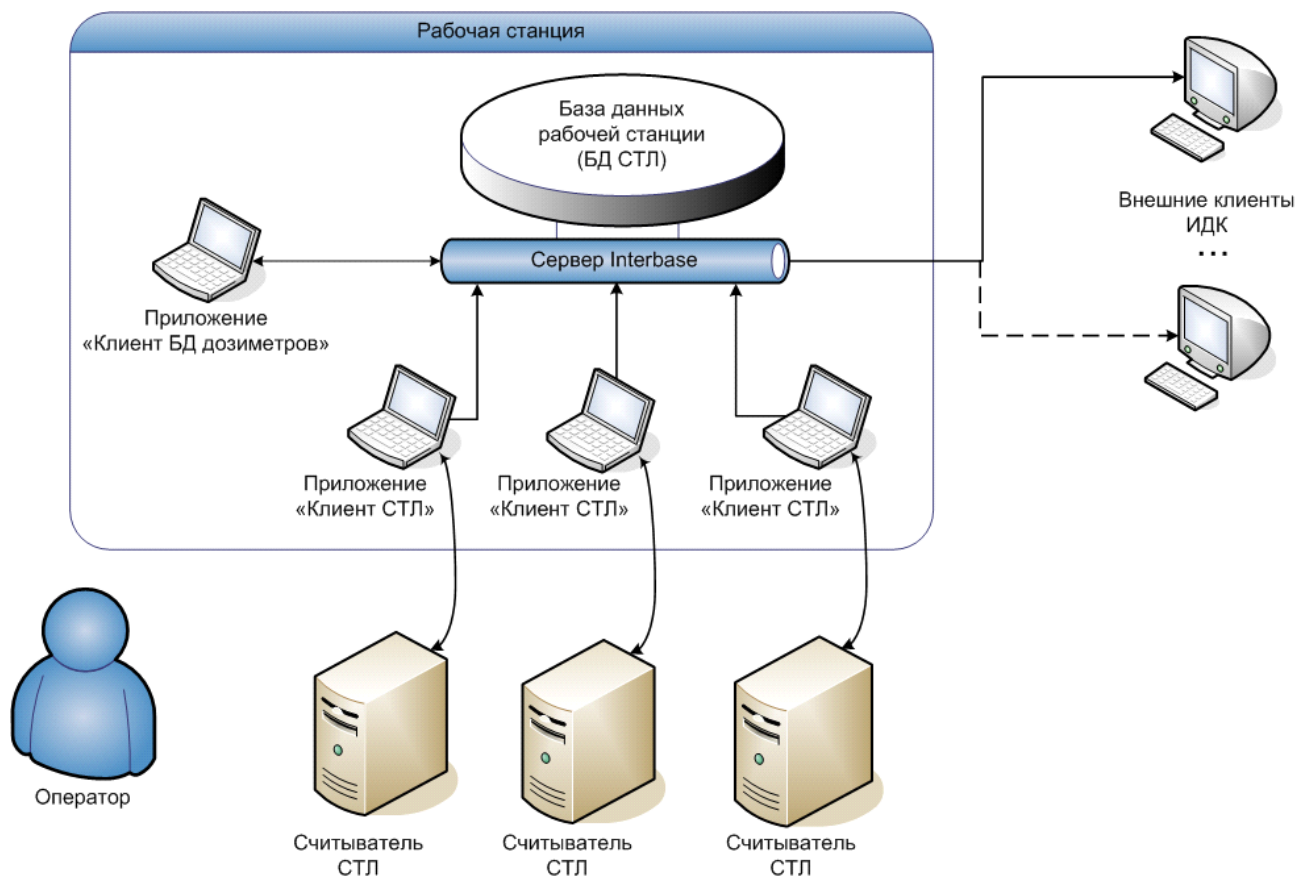 Рабочая станция
База данных
рабочей станции
(БД СТЛ)
Внешние клиенты
ИДК
...
Сервер Interbase
Приложение
«Клиент БД дозиметров»
Приложение
«Клиент СТЛ»
Приложение
«Клиент СТЛ»
Приложение
«Клиент СТЛ»
Оператор
Считыватель
СТЛ
Считыватель
СТЛ
Считыватель
СТЛ